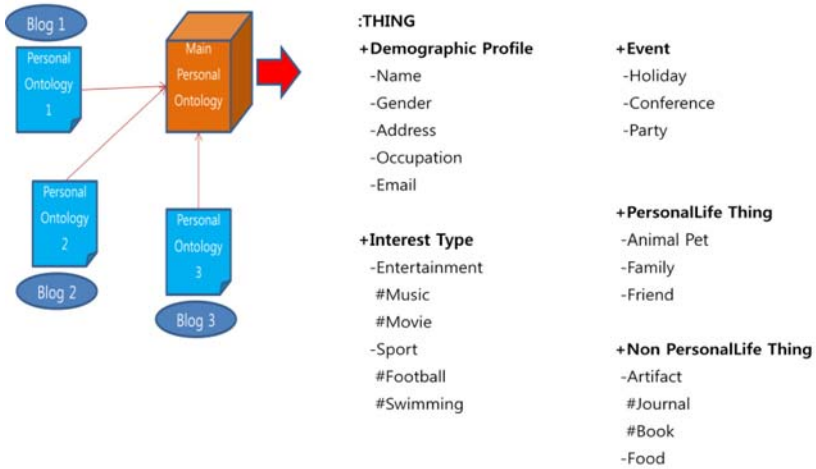 Blog 1
Personal
Ontology
1
Main
Personal
Ontology
Personal
Ontology
2
Blog 2
Personal
Ontology
3
Blog 3
:THING
+Demographic Profile
-Name
-Gender
-Address
-Occupation
-Email
+Interest Type
-Entertainment
#Music
#Movie
-Sport
#Football
#Swimming
+Event
-Holiday
-Conference
-Party
+PersonalLife Thing
-Animal Pet
-Family
-Friend
+Non PersonalLife Thing
-Artifact
#Journal
#Book
-Food